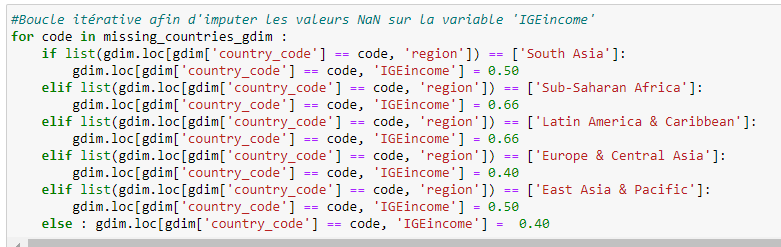 #Boucle itérative afin d'imputer les valeurs NaN sur la variable 'IGEincome'
for code in missing_countries_gdim :
    if list(gdim.loc[gdim['country_code'] == code, 'region']) == ['South Asia']:
        gdim.loc[gdim['country_code'] == code, 'IGEincome'] = 0.50
    elif list(gdim.loc[gdim['country_code'] == code, 'region']) == ['Sub-Saharan Africa']:
        gdim.loc[gdim['country_code'] == code, 'IGEincome'] = 0.66
    elif list(gdim.loc[gdim['country_code'] == code, 'region']) == ['Latin America & Caribbean']:
        gdim.loc[gdim['country_code'] == code, 'IGEincome'] = 0.66
    elif list(gdim.loc[gdim['country_code'] == code, 'region']) == ['Europe & Central Asia']:
        gdim.loc[gdim['country_code'] == code, 'IGEincome'] = 0.40
    elif list(gdim.loc[gdim['country_code'] == code, 'region']) == ['East Asia & Pacific']:
        gdim.loc[gdim['country_code'] == code, 'IGEincome'] = 0.50
    else : gdim.loc[gdim['country_code'] == code, 'IGEincome'] =  0.40